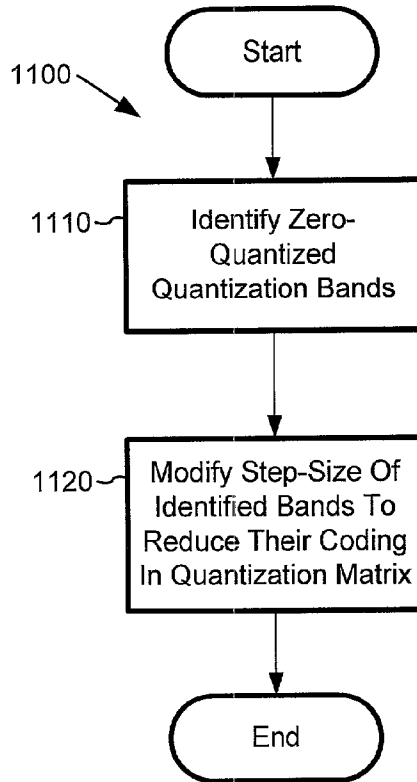 1100
Start
1110
Identify Zero-
Quantized
Quantization Bands
1120
Modify Step-Size Of
Identified Bands To
Reduce Their Coding
In Quantization Matrix
End